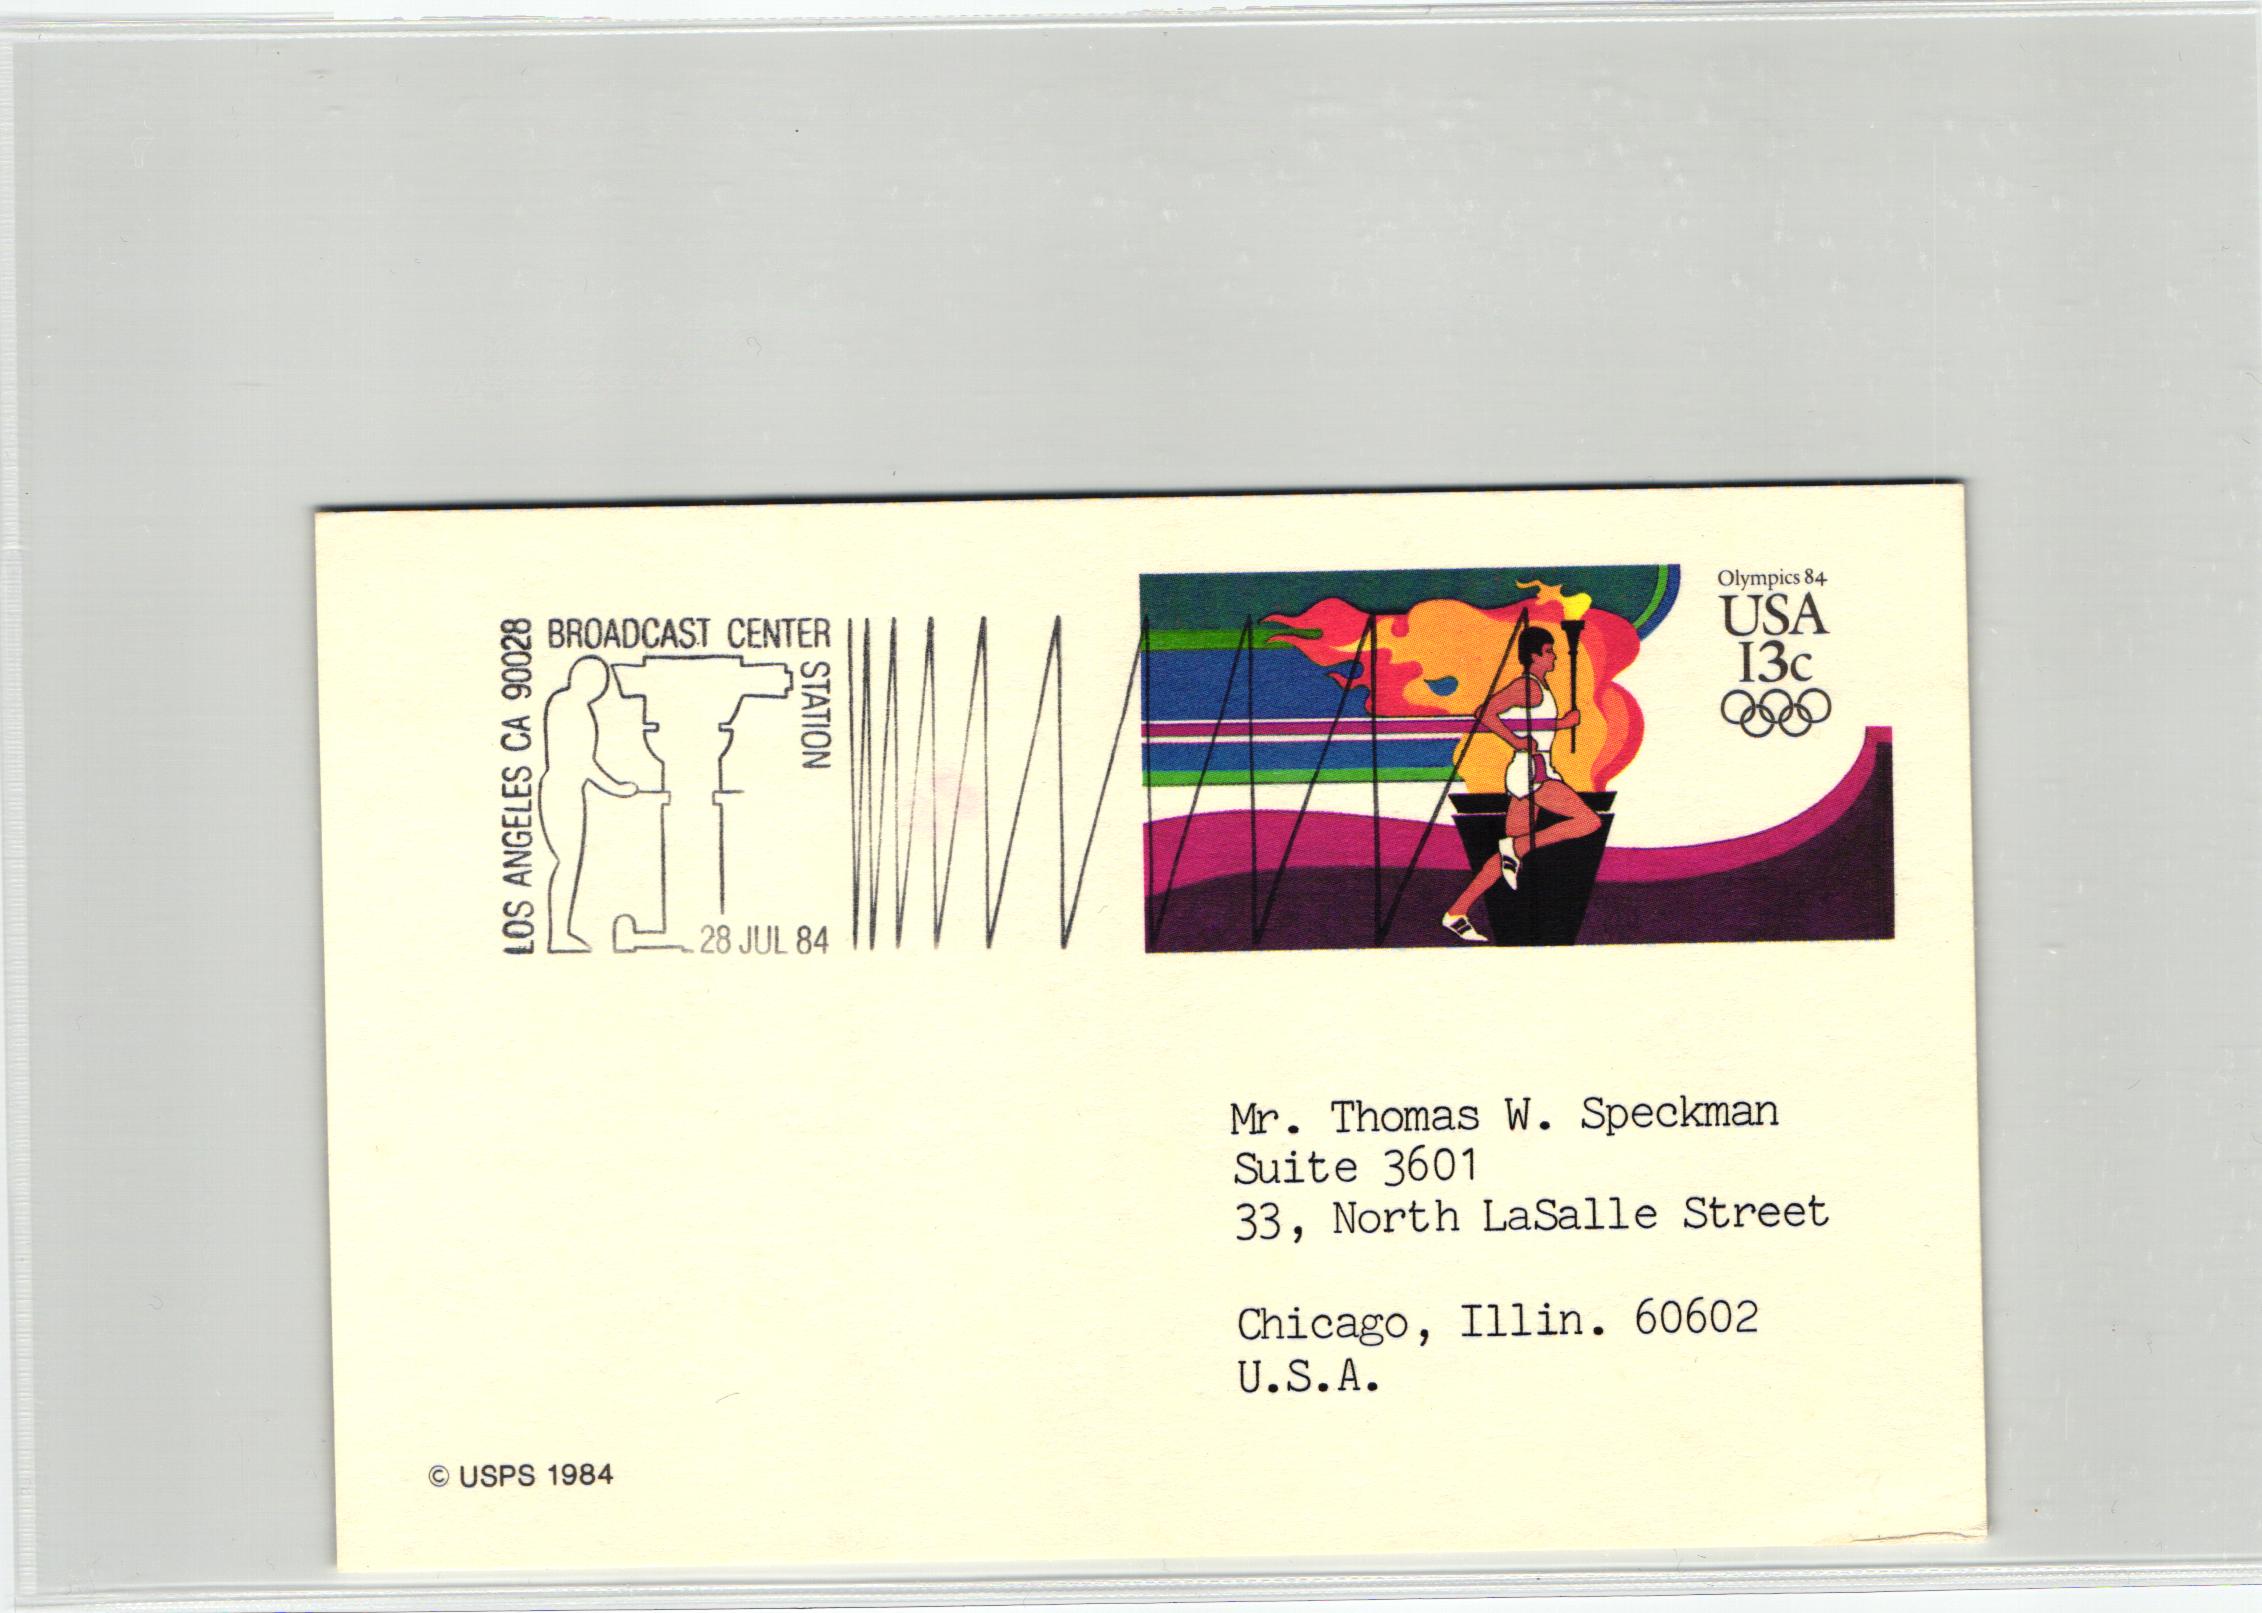 LOS ANGELES CA 90028
BROADCAST CENTER
STATION
28 JUL 84
Olympics 84
USA
13c
Mr. Thomas W. Speckman
Suite 3601
33, North LaSalle Street
Chicago, Illin. 60602
U.S.A.
© USPS 1984